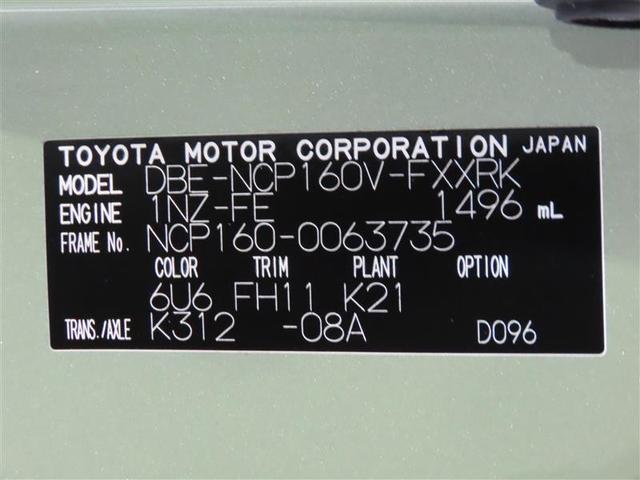 TOYOTA MOTOR CORPORATION JAPAN
MODEL DBE-NCP160V-FXXRK
ENGINE 1NZ-FE 1496 mL
FRAME No. NCP160-0063735
COLOR TRIM PLANT OPTION
6U6 FH11 K21
TRANS./AXLE K312 -08A D096